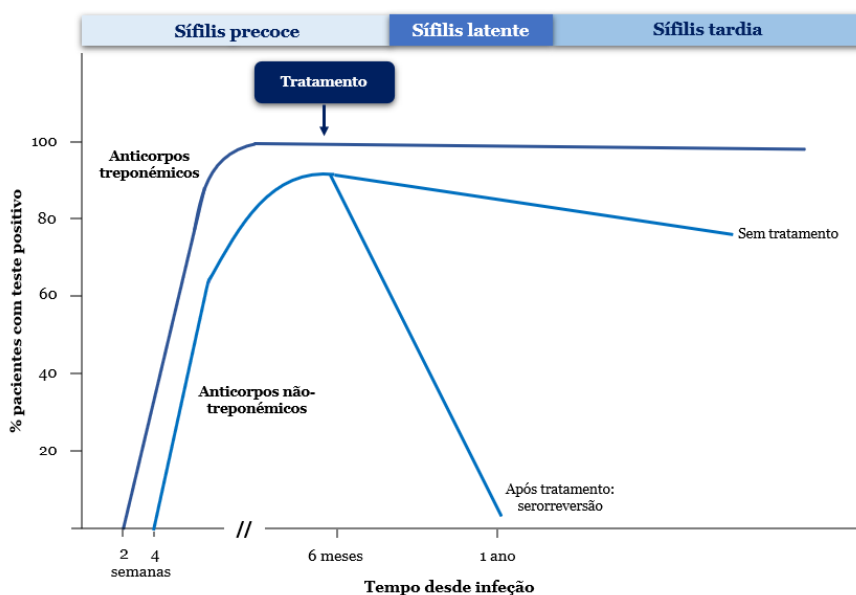 Sífilis precoce
Sífilis latente
Sífilis tardia
Tratamento
100
80
60
40
20
% pacientes com teste positivo
Anticorpos
treponémicos
Anticorpos não-
treponémicos
Sem tratamento
Após tratamento:
serorreversão
//
2
4
semanas
6 meses
1 ano
Tempo desde infeção